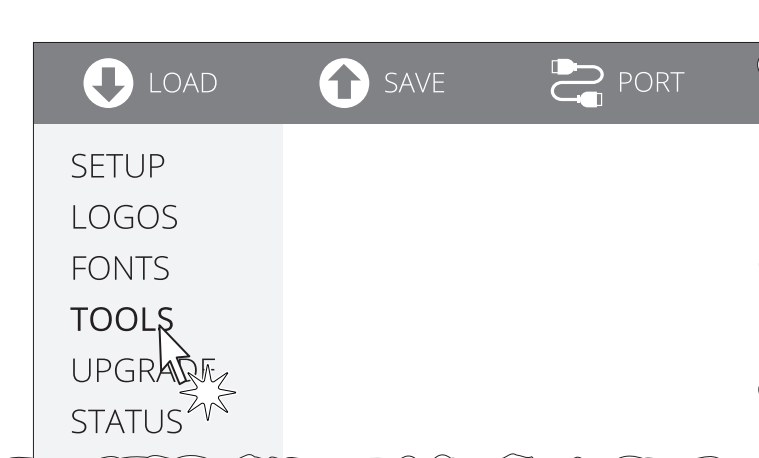 LOAD SAVE PORT
SETUP
LOGOS
FONTS
TOOLS
UPGRADE
STATUS